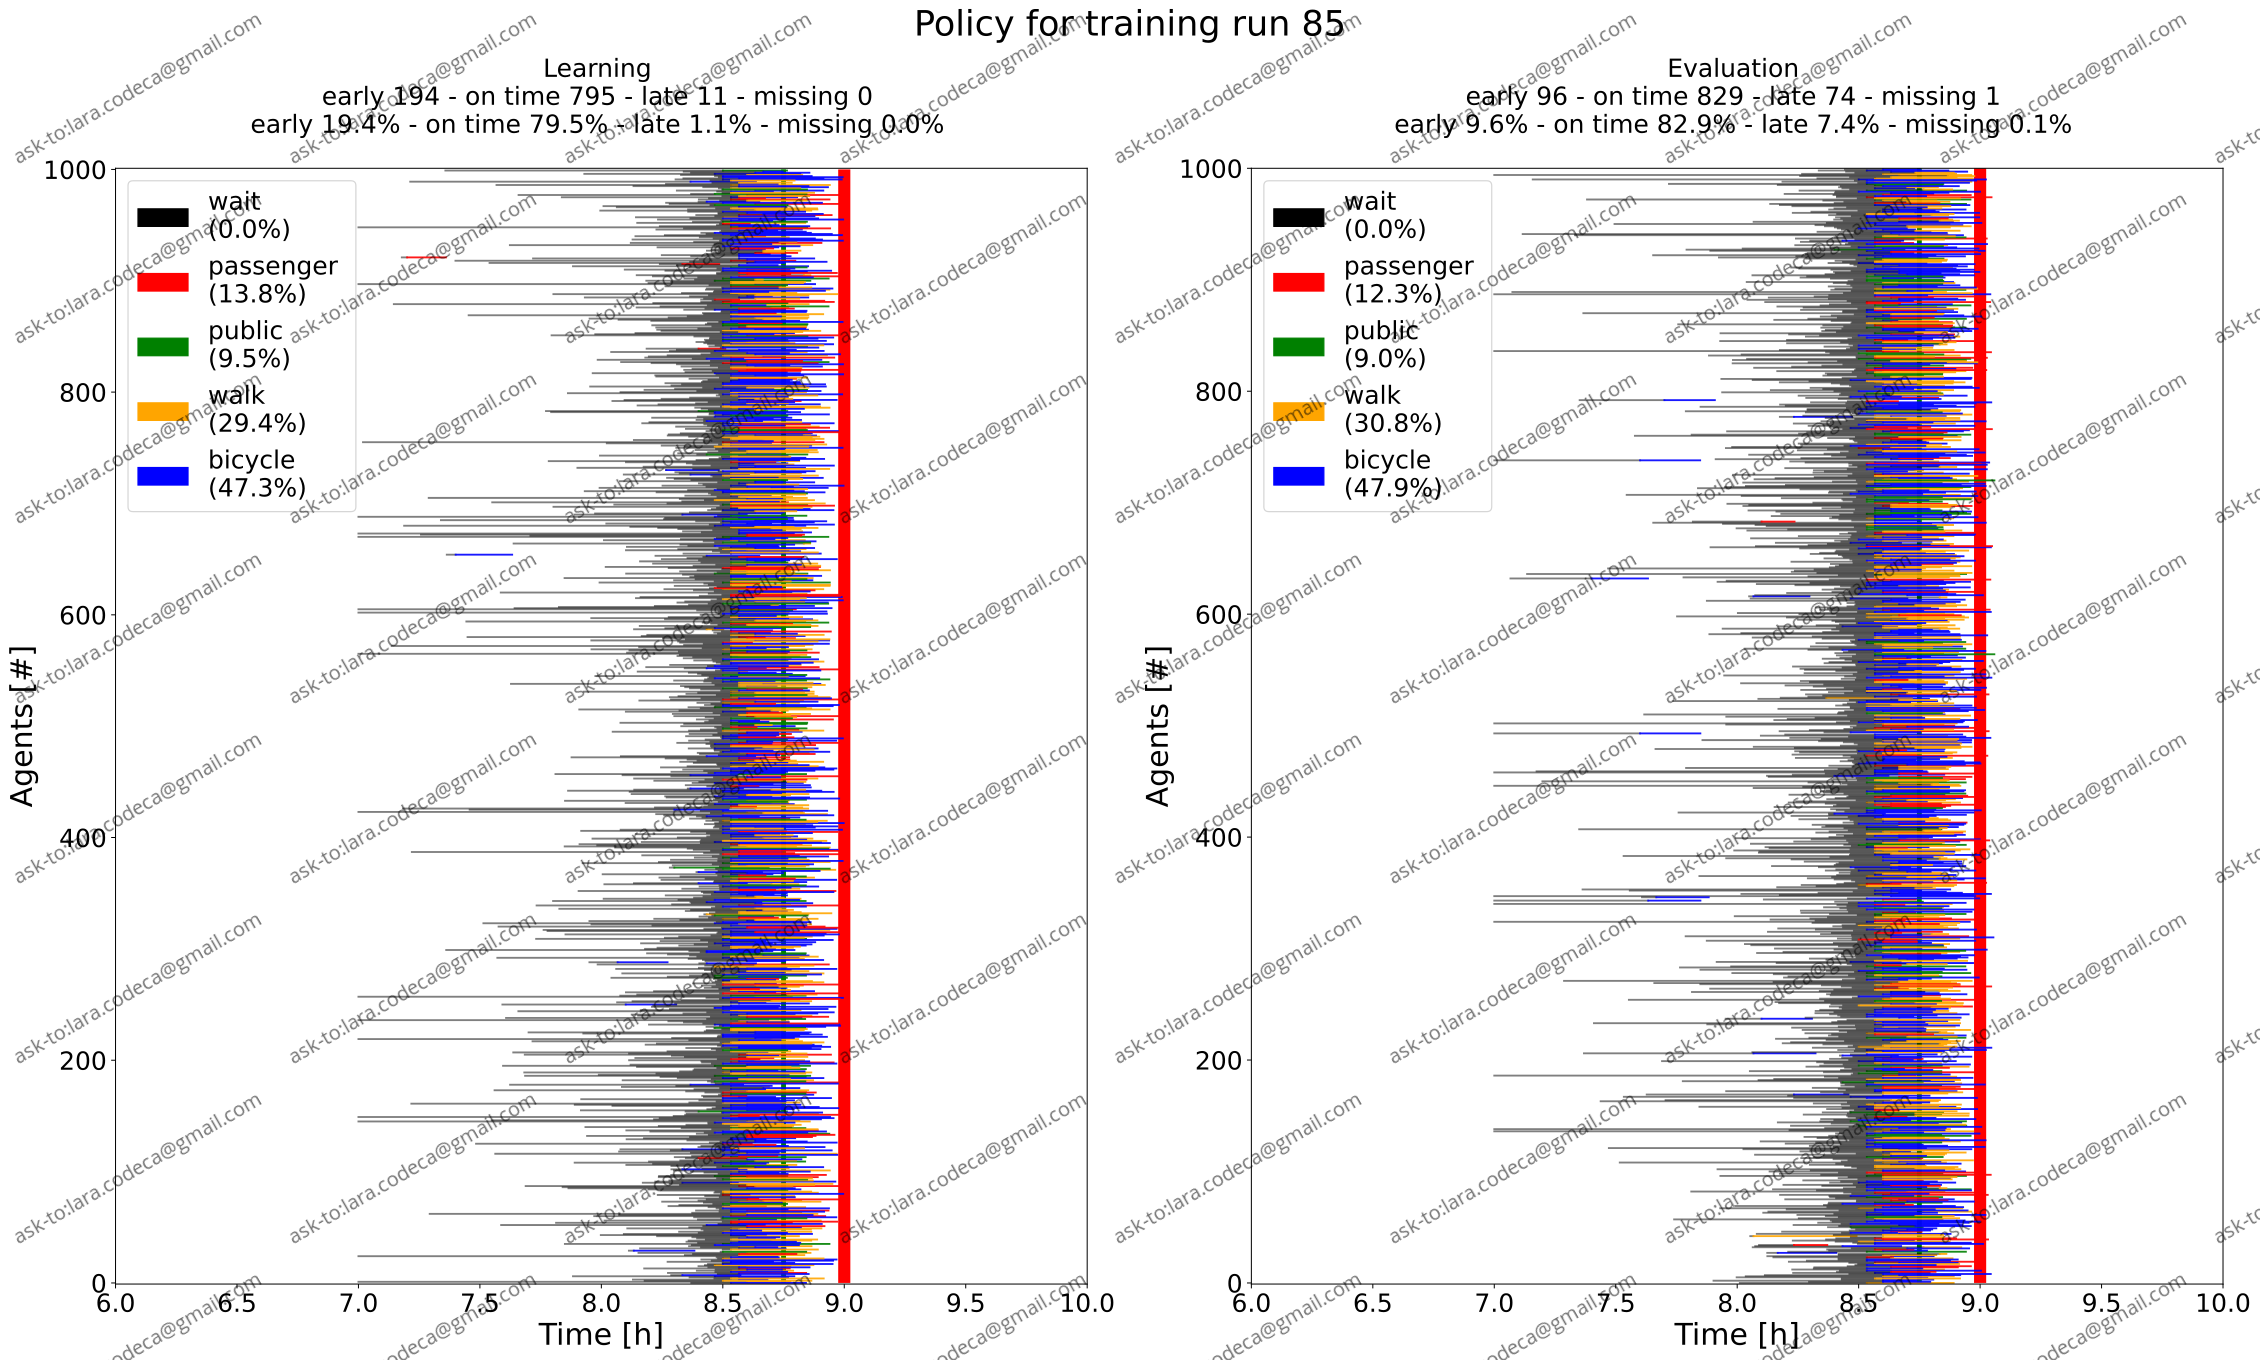 Policy for training run 85
Learning
early 194 - on time 795 - late 11 - missing 0
early 19.4% - on time 79.5% - late 1.1% - missing 0.0%
1000
800
600
400
200
0
Agents [#]
wait
(0.0%)
passenger
(13.8%)
public
(9.5%)
walk
(29.4%)
bicycle
(47.3%)
6.0 6.5 7.0 7.5 8.0 8.5 9.0 9.5 10.0
Time [h]
Evaluation
early 96 - on time 829 - late 74 - missing 1
early 9.6% - on time 82.9% - late 7.4% - missing 0.1%
1000
800
600
400
200
0
Agents [#]
wait
(0.0%)
passenger
(12.3%)
public
(9.0%)
walk
(30.8%)
bicycle
(47.9%)
6.0 6.5 7.0 7.5 8.0 8.5 9.0 9.5 10.0
Time [h]
ask-to:lara.codeca@gmail.com